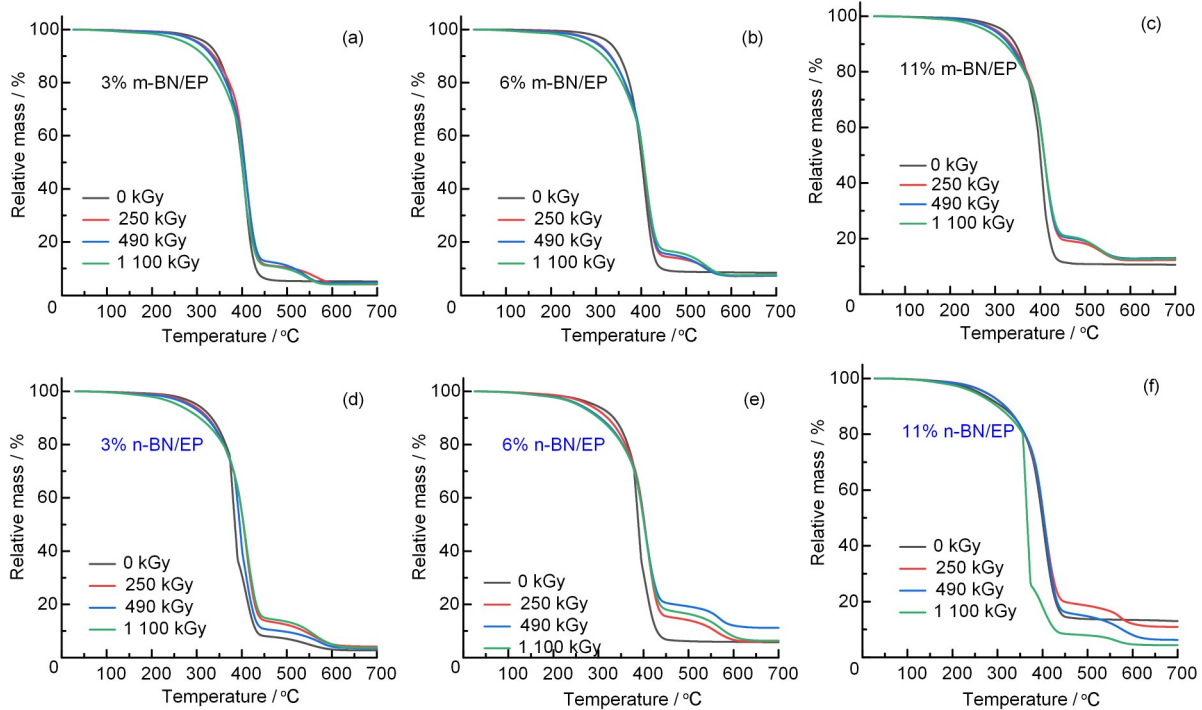 (a)
3% m-BN/EP
0 kGy
250 kGy
490 kGy
1 100 kGy
Relative mass / %
100
80
60
40
20
0
100 200 300 400 500 600 700
Temperature / °C
(b)
6% m-BN/EP
0 kGy
250 kGy
490 kGy
1 100 kGy
Relative mass / %
100
80
60
40
20
0
100 200 300 400 500 600 700
Temperature / °C
(c)
11% m-BN/EP
0 kGy
250 kGy
490 kGy
1 100 kGy
Relative mass / %
100
80
60
40
20
0
100 200 300 400 500 600 700
Temperature / °C
(d)
3% n-BN/EP
0 kGy
250 kGy
490 kGy
1 100 kGy
Relative mass / %
100
80
60
40
20
0
100 200 300 400 500 600 700
Temperature / °C
(e)
6% n-BN/EP
0 kGy
250 kGy
490 kGy
1 100 kGy
Relative mass / %
100
80
60
40
20
0
100 200 300 400 500 600 700
Temperature / °C
(f)
11% n-BN/EP
0 kGy
250 kGy
490 kGy
1 100 kGy
Relative mass / %
100
80
60
40
20
0
100 200 300 400 500 600 700
Temperature / °C